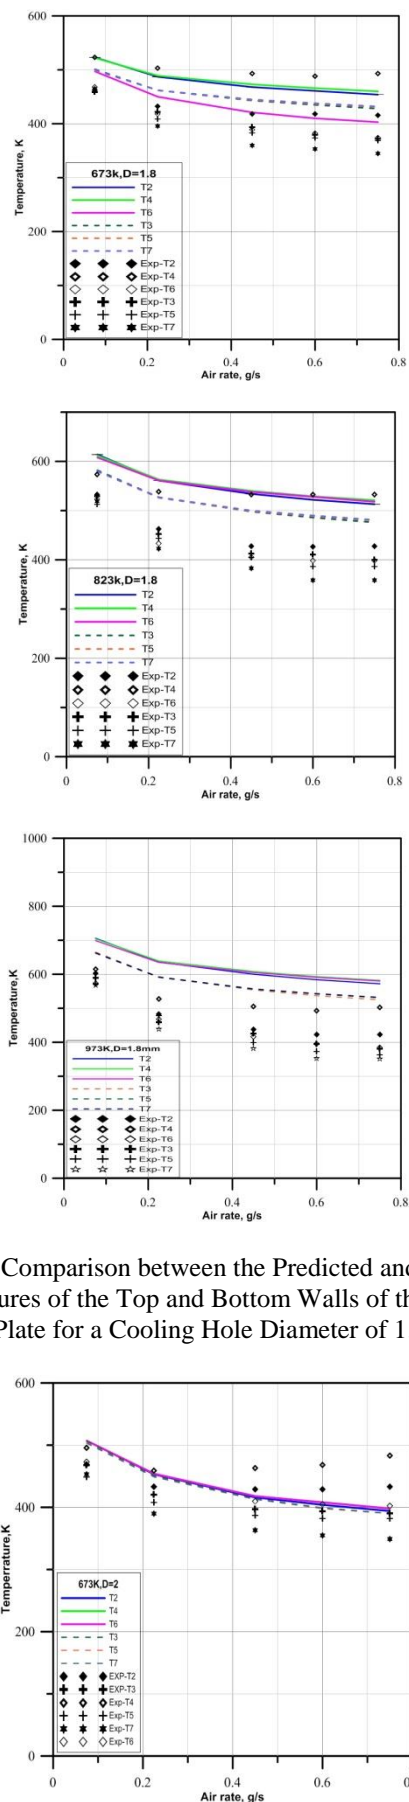 600
400
200
0
Temperature, K
673k,D=1.8
T2
T4
T6
T3
T5
T7
Exp-T2
Exp-T4
Exp-T6
Exp-T3
Exp-T5
Exp-T7
0 0.2 0.4 0.6 0.8
Air rate, g/s
600
400
200
0
Temperature, K
823k,D=1.8
T2
T4
T6
T3
T5
T7
Exp-T2
Exp-T4
Exp-T6
Exp-T3
Exp-T5
Exp-T7
0 0.2 0.4 0.6 0.8
Air rate, g/s
1000
800
600
400
200
0
Temperature,K
973K,D=1.8mm
T2
T4
T6
T3
T5
T7
Exp-T2
Exp-T4
Exp-T6
Exp-T3
Exp-T5
Exp-T7
0 0.2 0.4 0.6 0.8
Air rate, g/s
Comparison between the Predicted and
ures of the Top and Bottom Walls of th
Plate for a Cooling Hole Diameter of 1
600
400
200
0
Temperrature,K
673K,D=2
T2
T4
T6
T3
T5
T7
EXP-T2
EXP-T3
Exp-T4
Exp-T5
Exp-T7
Exp-T6
0 0.2 0.4 0.6 0.
Air rate, g/s